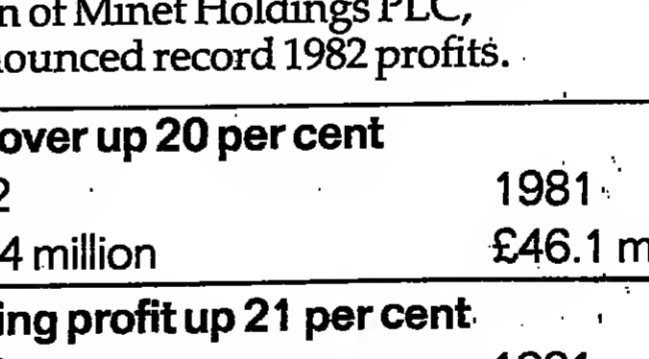 n of Minet Holdings PLC,
ounced record 1982 profits.
over up 20 per cent
2 1981
4 million £46.1 m
ing profit up 21 per cent
1981